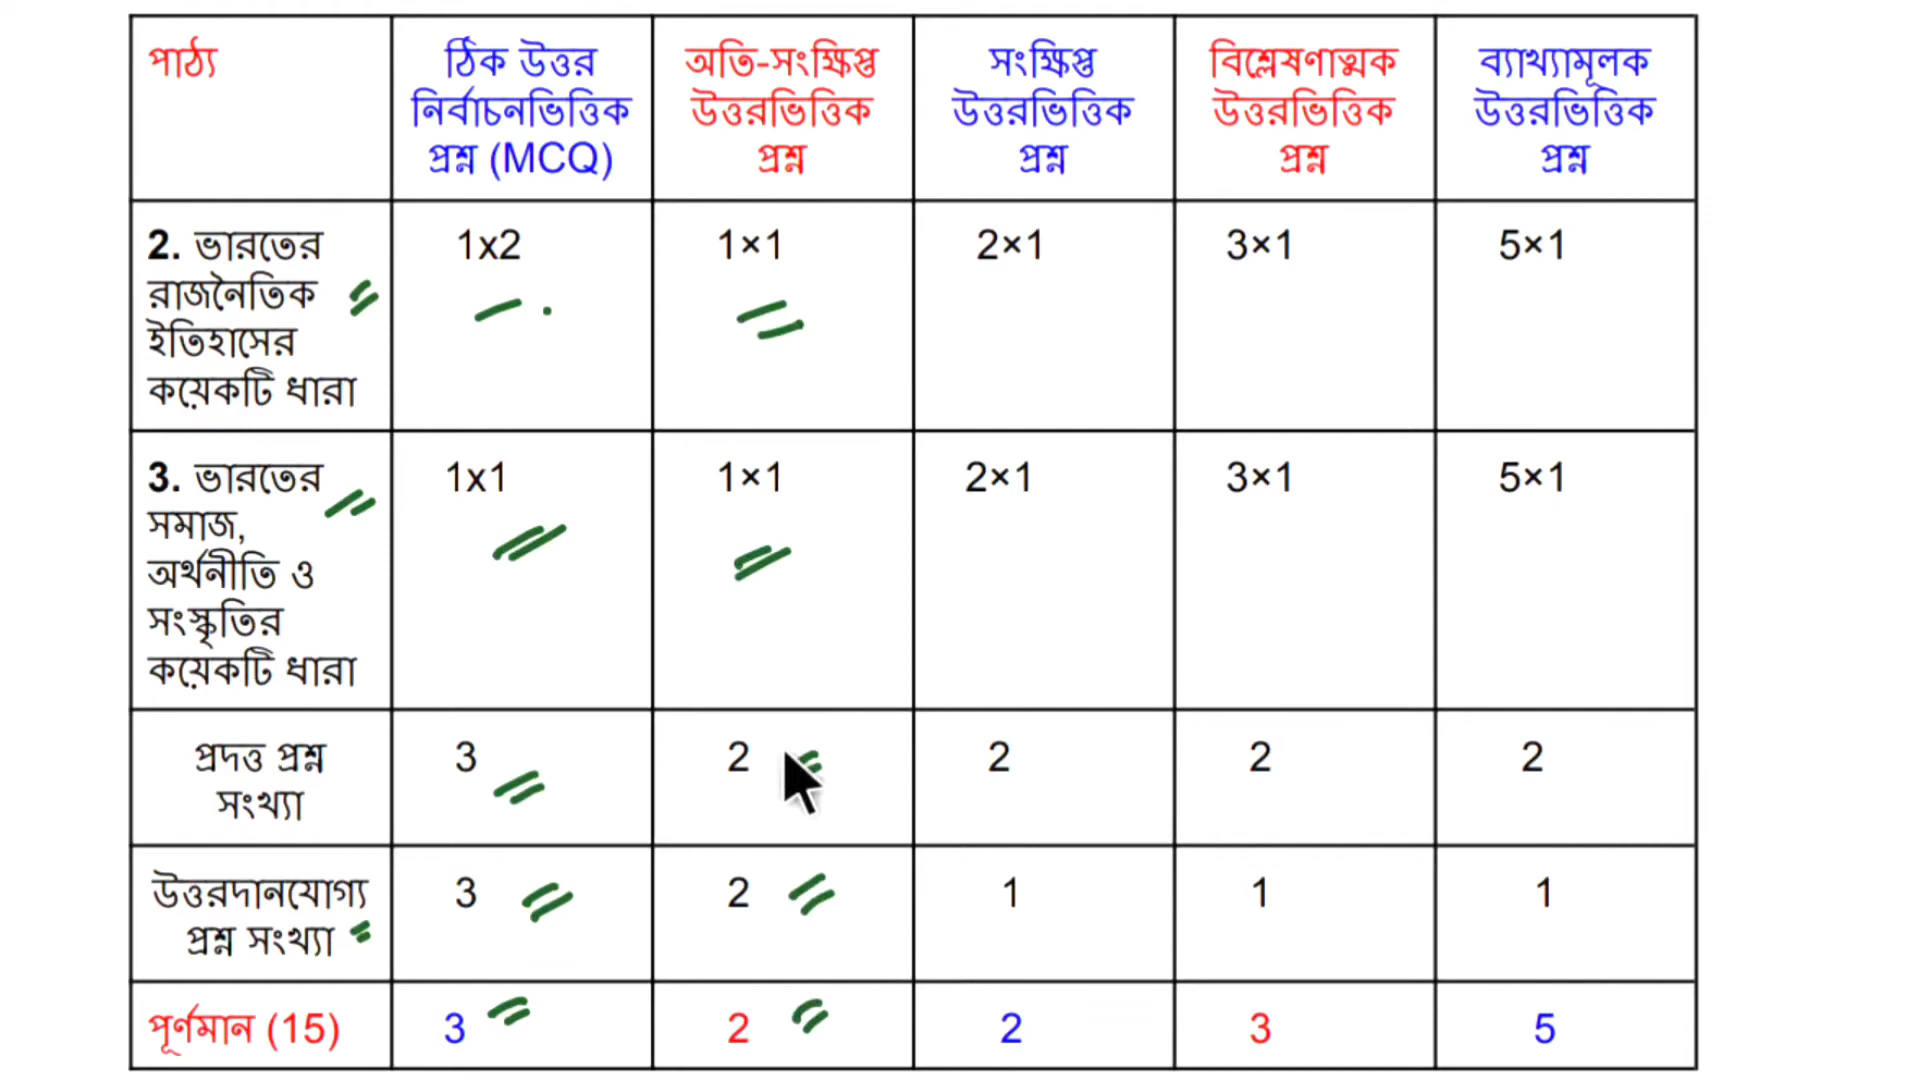 পাঠ্য
ঠিক উত্তর
নির্বাচনভিত্তিক
প্রশ্ন (MCQ)
অতি-সংক্ষিপ্ত
উত্তরভিত্তিক
প্রশ্ন
সংক্ষিপ্ত
উত্তরভিত্তিক
প্রশ্ন
বিশ্লেষণাত্মক
উত্তরভিত্তিক
প্রশ্ন
ব্যাখ্যামূলক
উত্তরভিত্তিক
প্রশ্ন
2. ভারতের
রাজনৈতিক
ইতিহাসের
কয়েকটি ধারা
1x2
1×1
2×1
3×1
5×1
3. ভারতের
সমাজ,
অর্থনীতি ও
সংস্কৃতির
কয়েকটি ধারা
1x1
1×1
2×1
3×1
5×1
প্রদত্ত প্রশ্ন
সংখ্যা
3
2
2
2
2
উত্তরদানযোগ্য
প্রশ্ন সংখ্যা
3
2
1
1
1
পূর্ণমান (15)
3
2
2
3
5